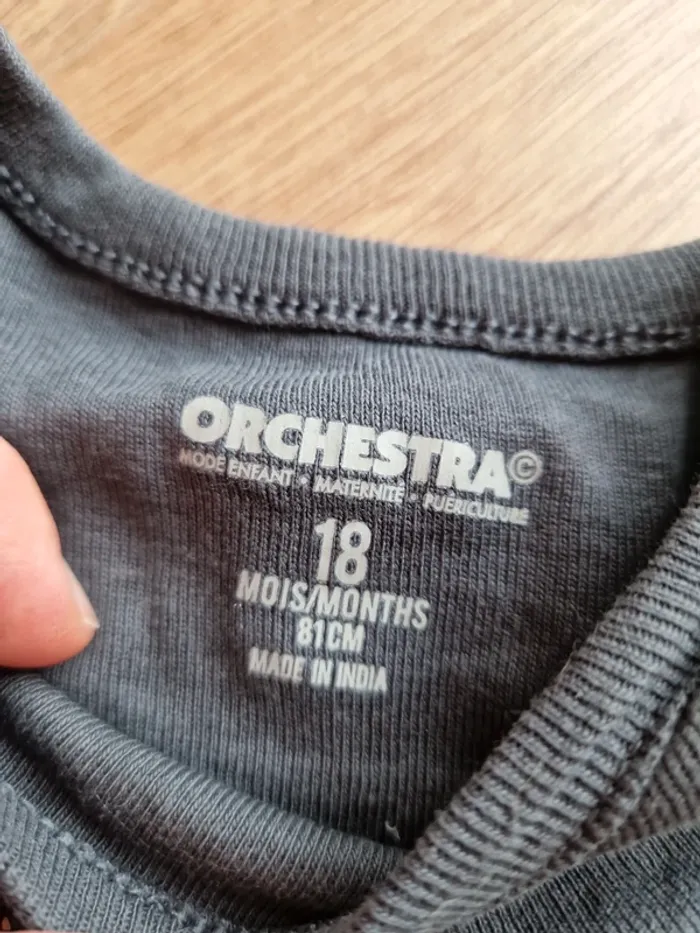 ORCHESTRA©
MODE ENFANT • MATERNITÉ • PUÉRICULTURE
18
MOIS/MONTHS
81CM
MADE IN INDIA